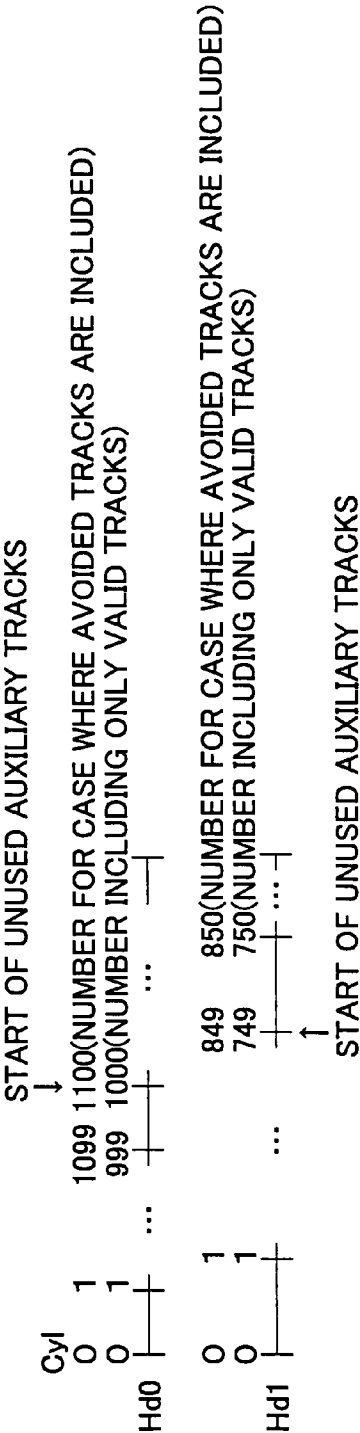 START OF UNUSED AUXILIARY TRACKS
↓
Cyl
0 1 1099 1100(NUMBER FOR CASE WHERE AVOIDED TRACKS ARE INCLUDED)
0 1 ... 999 1000(NUMBER INCLUDING ONLY VALID TRACKS)
Hd0 ... ...
0 1 849 850(NUMBER FOR CASE WHERE AVOIDED TRACKS ARE INCLUDED)
0 1 749 750(NUMBER INCLUDING ONLY VALID TRACKS)
Hd1 ... ...
↑
START OF UNUSED AUXILIARY TRACKS